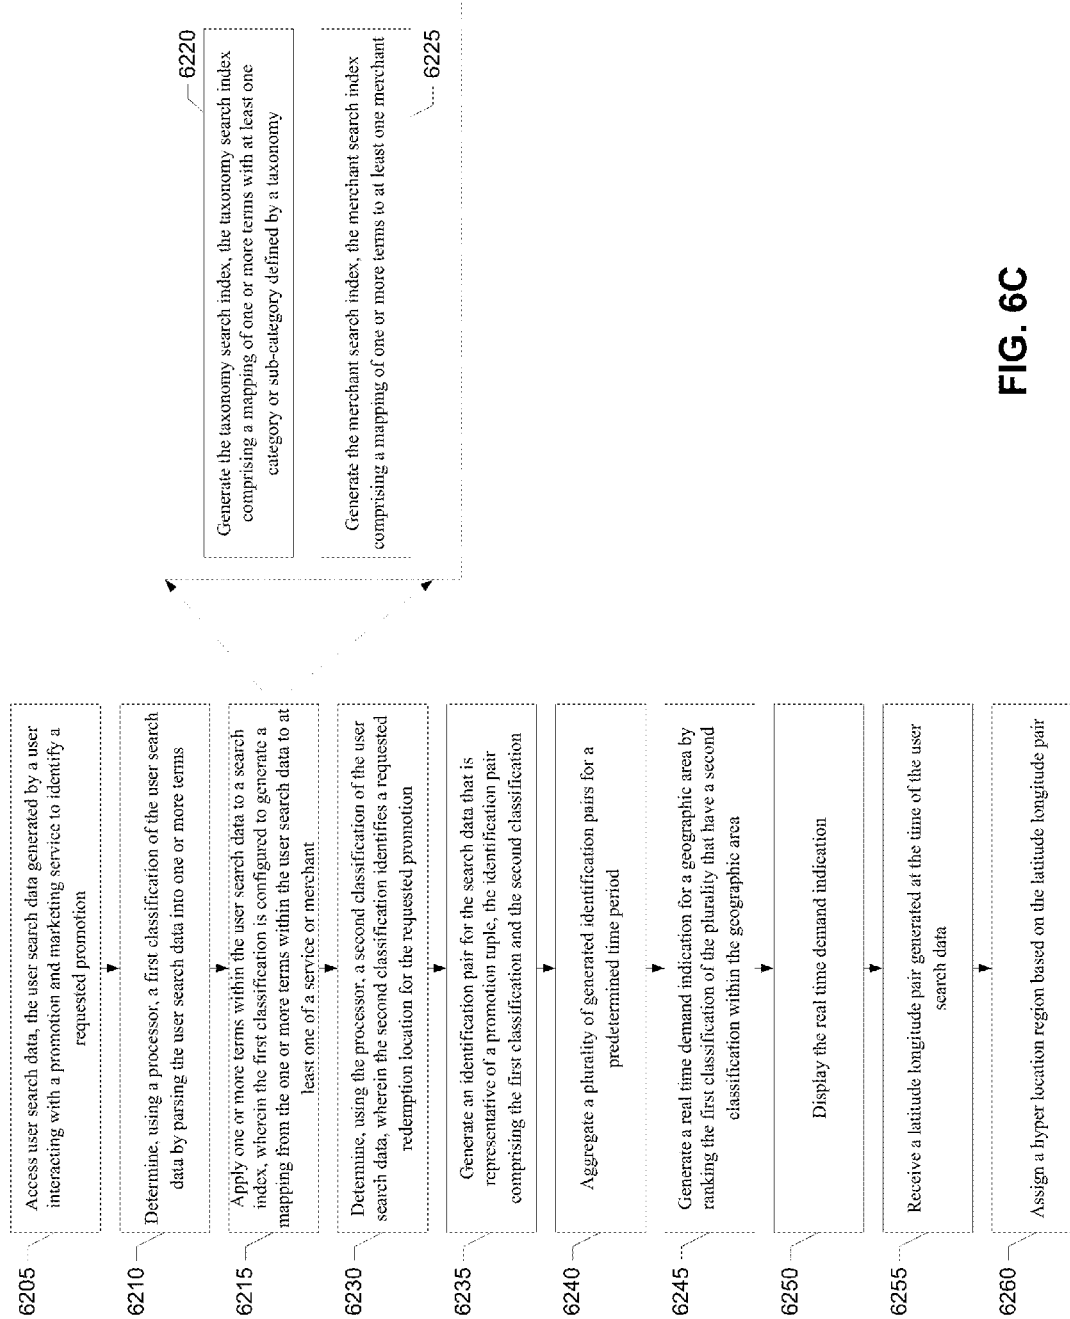 6205
Access user search data, the user search data generated by a user
interacting with a promotion and marketing service to identify a
requested promotion
6210
Determine, using a processor, a first classification of the user search
data by parsing the user search data into one or more terms
6215
Apply one or more terms within the user search data to a search
index, wherein the first classification is configured to generate a
mapping from the one or more terms within the user search data to at
least one of a service or merchant
6220
Generate the taxonomy search index, the taxonomy search index
comprising a mapping of one or more terms with at least one
category or sub-category defined by a taxonomy
6225
Generate the merchant search index, the merchant search index
comprising a mapping of one or more terms to at least one merchant
6230
Determine, using the processor, a second classification of the user
search data, wherein the second classification identifies a requested
redemption location for the requested promotion
6235
Generate an identification pair for the search data that is
representative of a promotion tuple, the identification pair
comprising the first classification and the second classification
6240
Aggregate a plurality of generated identification pairs for a
predetermined time period
6245
Generate a real time demand indication for a geographic area by
ranking the first classification of the plurality that have a second
classification within the geographic area
6250
Display the real time demand indication
6255
Receive a latitude longitude pair generated at the time of the user
search data
6260
Assign a hyper location region based on the latitude longitude pair
FIG. 6C